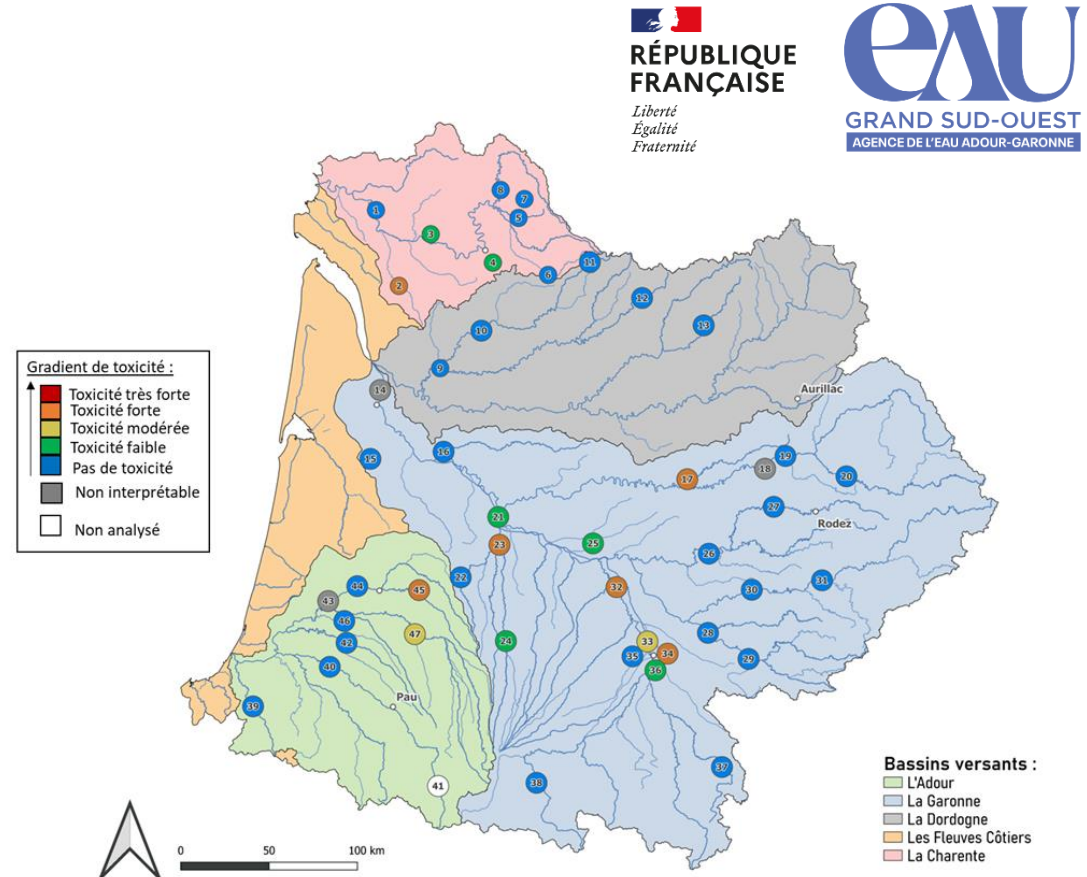 RÉPUBLIQUE
FRANÇAISE
Liberté
Égalité
Fraternité
eAU
GRAND SUD-OUEST
AGENCE DE L'EAU ADOUR-GARONNE
8
7
1
5
3
4
11
6
2
12
13
10
9
Gradient de toxicité :
Toxicité très forte
Toxicité forte
Toxicité modérée
Toxicité faible
Pas de toxicité
Non interprétable
Non analysé
14
Aurillac
16
15
19
18
17
20
27
Rodez
21
23
25
26
22
44
45
43
32
30
31
46
47
42
24
33
28
35
34
29
36
40
Pau
39
41
38
37
Bassins versants :
L'Adour
La Garonne
La Dordogne
Les Fleuves Côtiers
La Charente
0 50 100 km